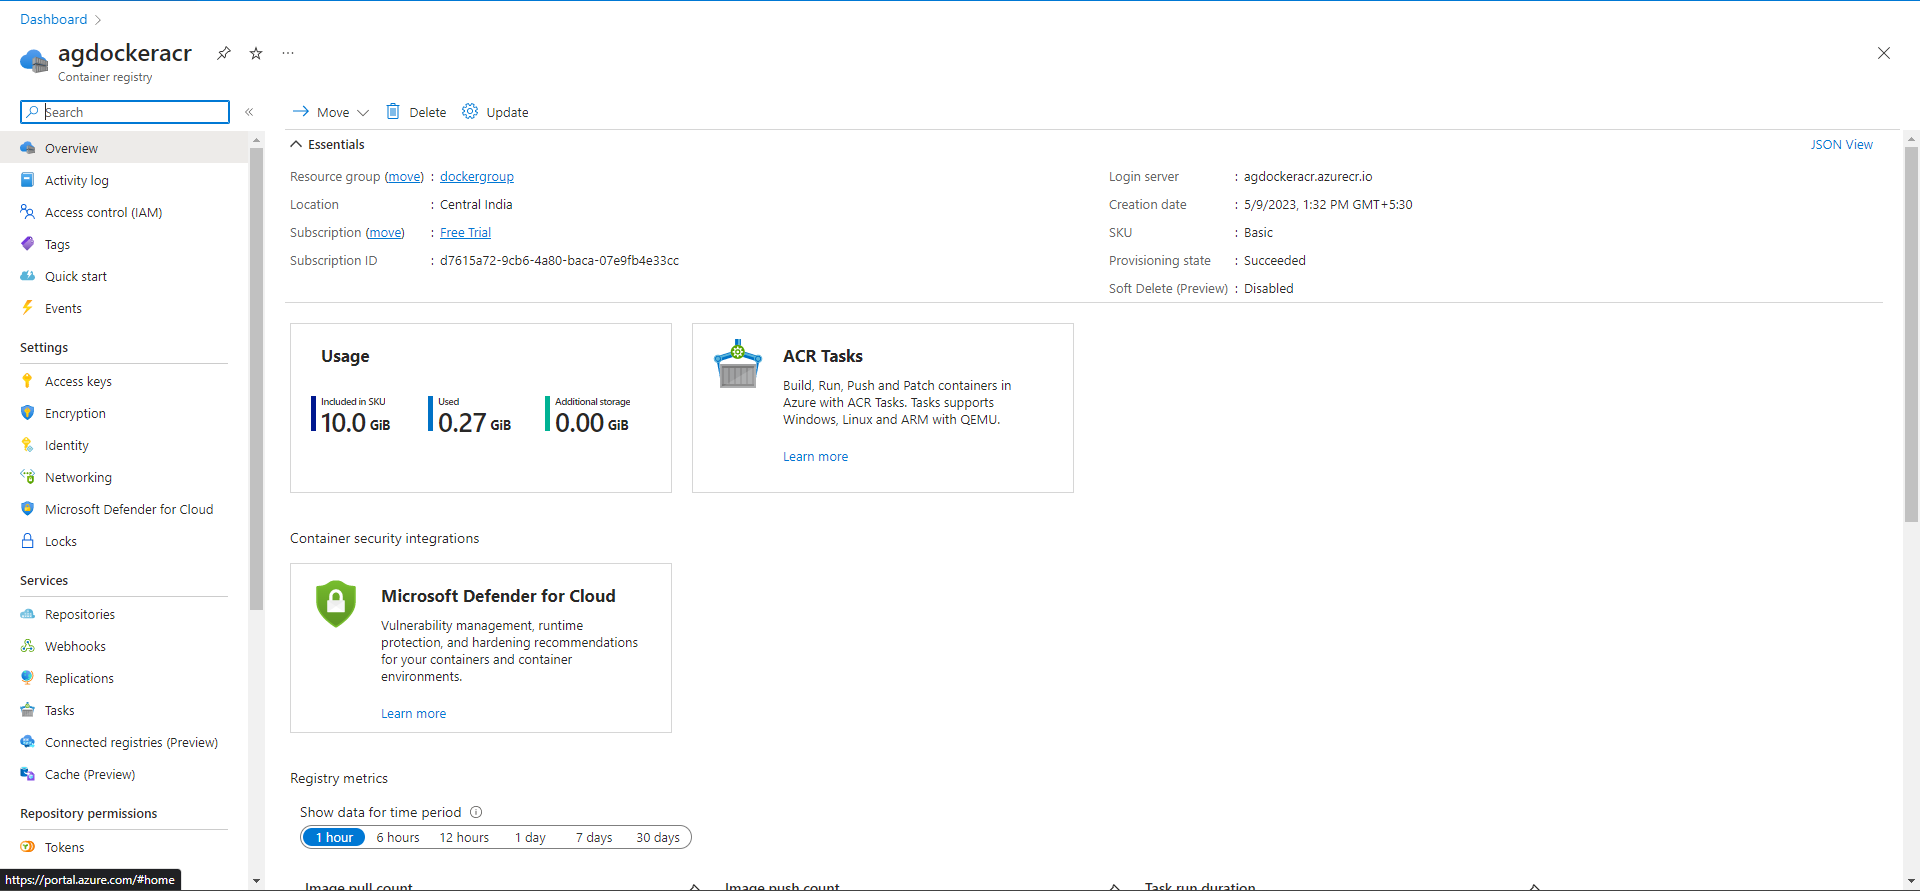 Dashboard
agdockeracr
Container registry
Search
Move
Delete
Update
Overview
Activity log
Access control (IAM)
Tags
Quick start
Events
Settings
Access keys
Encryption
Identity
Networking
Microsoft Defender for Cloud
Locks
Services
Repositories
Webhooks
Replications
Tasks
Connected registries (Preview)
Cache (Preview)
Repository permissions
Tokens
https://portal.azure.com/#home
Essentials
JSON View
Resource group (move) : dockergroup
Location : Central India
Subscription (move) : Free Trial
Subscription ID : d7615a72-9cb6-4a80-baca-07e9fb4e33cc
Login server : agdockeracr.azurecr.io
Creation date : 5/9/2023, 1:32 PM GMT+5:30
SKU : Basic
Provisioning state : Succeeded
Soft Delete (Preview) : Disabled
Usage
Included in SKU
10.0 GiB
Used
0.27 GiB
Additional storage
0.00 GiB
ACR Tasks
Build, Run, Push and Patch containers in
Azure with ACR Tasks. Tasks supports
Windows, Linux and ARM with QEMU.
Learn more
Container security integrations
Microsoft Defender for Cloud
Vulnerability management, runtime
protection, and hardening recommendations
for your containers and container
environments.
Learn more
Registry metrics
Show data for time period
1 hour 6 hours 12 hours 1 day 7 days 30 days
Image pull count
Image push count
Task run duration